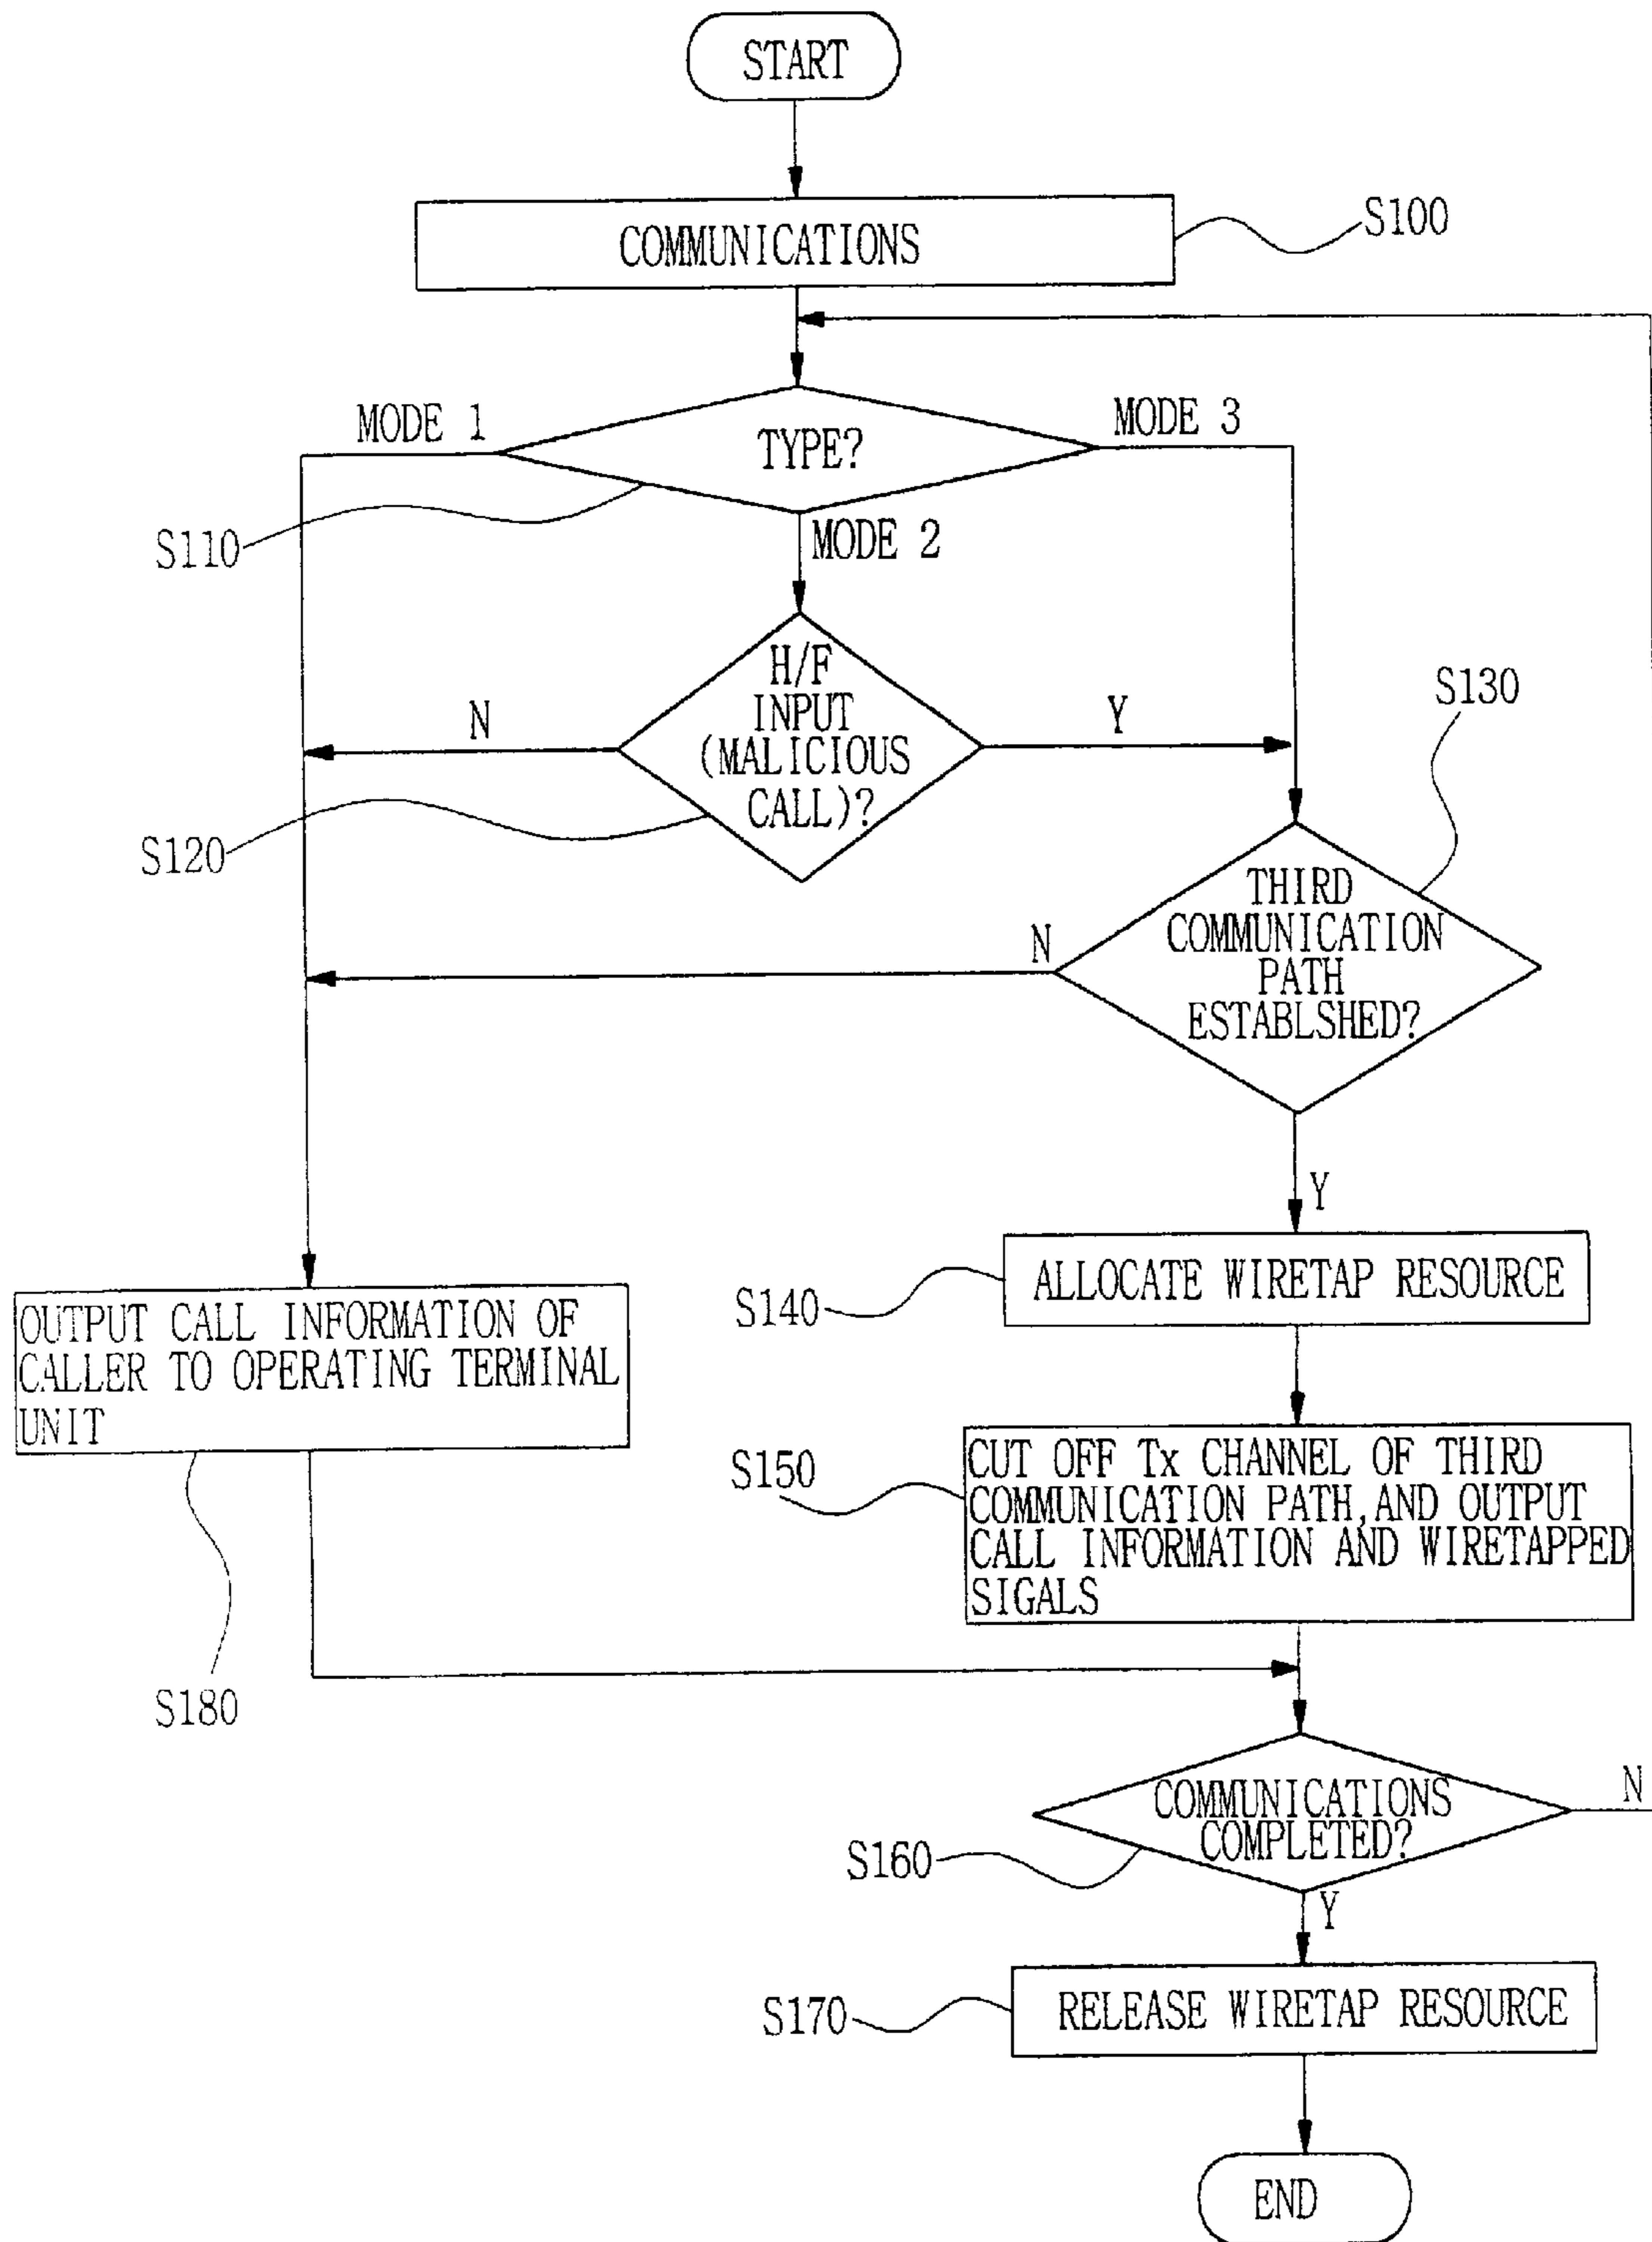 START
COMMUNICATIONS
S100
MODE 1
TYPE?
MODE 3
S110
MODE 2
H/F
INPUT
(MALICIOUS
CALL)?
N
Y
S120
S130
THIRD
COMMUNICATION
PATH
ESTABLSHED?
N
Y
ALLOCATE WIRETAP RESOURCE
S140
OUTPUT CALL INFORMATION OF
CALLER TO OPERATING TERMINAL
UNIT
S180
CUT OFF Tx CHANNEL OF THIRD
COMMUNICATION PATH,AND OUTPUT
CALL INFORMATION AND WIRETAPPED
SIGALS
S150
COMMUNICATIONS
COMPLETED?
N
S160
Y
RELEASE WIRETAP RESOURCE
S170
END